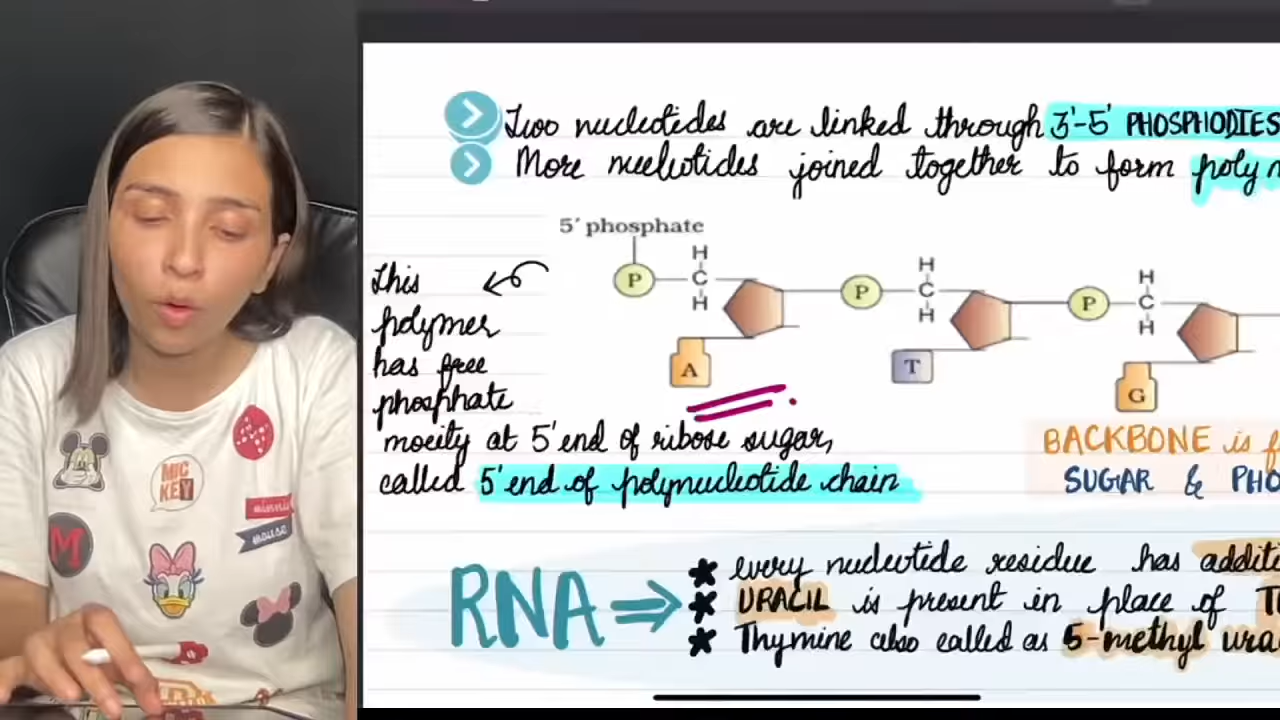 Two nucleotides are linked through 3'-5' PHOSPHODIES
More nucleotides joined together to form poly n
5' phosphate
H
H
H
P
C
P
C
P
C
H
H
H
This
polymer
has free
phosphate
A
T
G
moeity at 5'end of ribose sugar,
called 5'end of polynucleotide chain
BACKBONE is f
SUGAR & PHO
RNA
every nucleotide residue has additi
URACIL is present in place of T
Thymine also called as 5-methyl ura
MIC
KEY
minnie
mouse
M